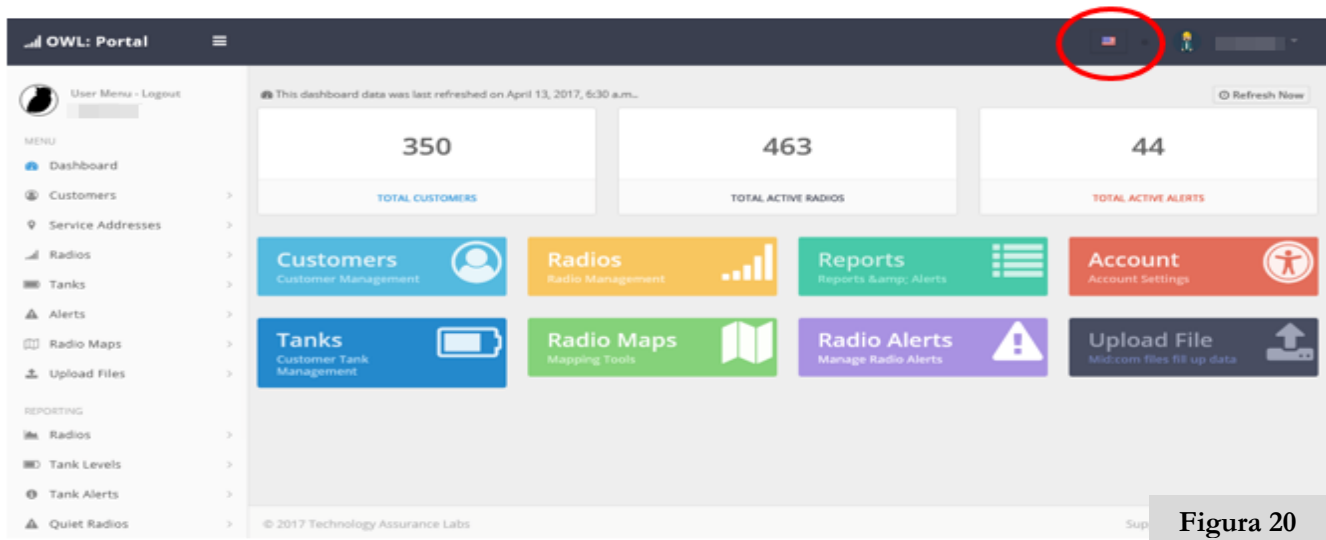 OWL: Portal
User Menu - Logout
This dashboard data was last refreshed on April 13, 2017, 6:30 a.m..
Refresh Now
MENU
Dashboard
Customers
Service Addresses
Radios
Tanks
Alerts
Radio Maps
Upload Files
REPORTING
Radios
Tank Levels
Tank Alerts
Quiet Radios
350
TOTAL CUSTOMERS
463
TOTAL ACTIVE RADIOS
44
TOTAL ACTIVE ALERTS
Customers
Customer Management
Radios
Radio Management
Reports
Reports &amp; Alerts
Account
Account Settings
Tanks
Customer Tank
Management
Radio Maps
Mapping Tools
Radio Alerts
Manage Radio Alerts
Upload File
Mid:com files fill up data
© 2017 Technology Assurance Labs
Figura 20